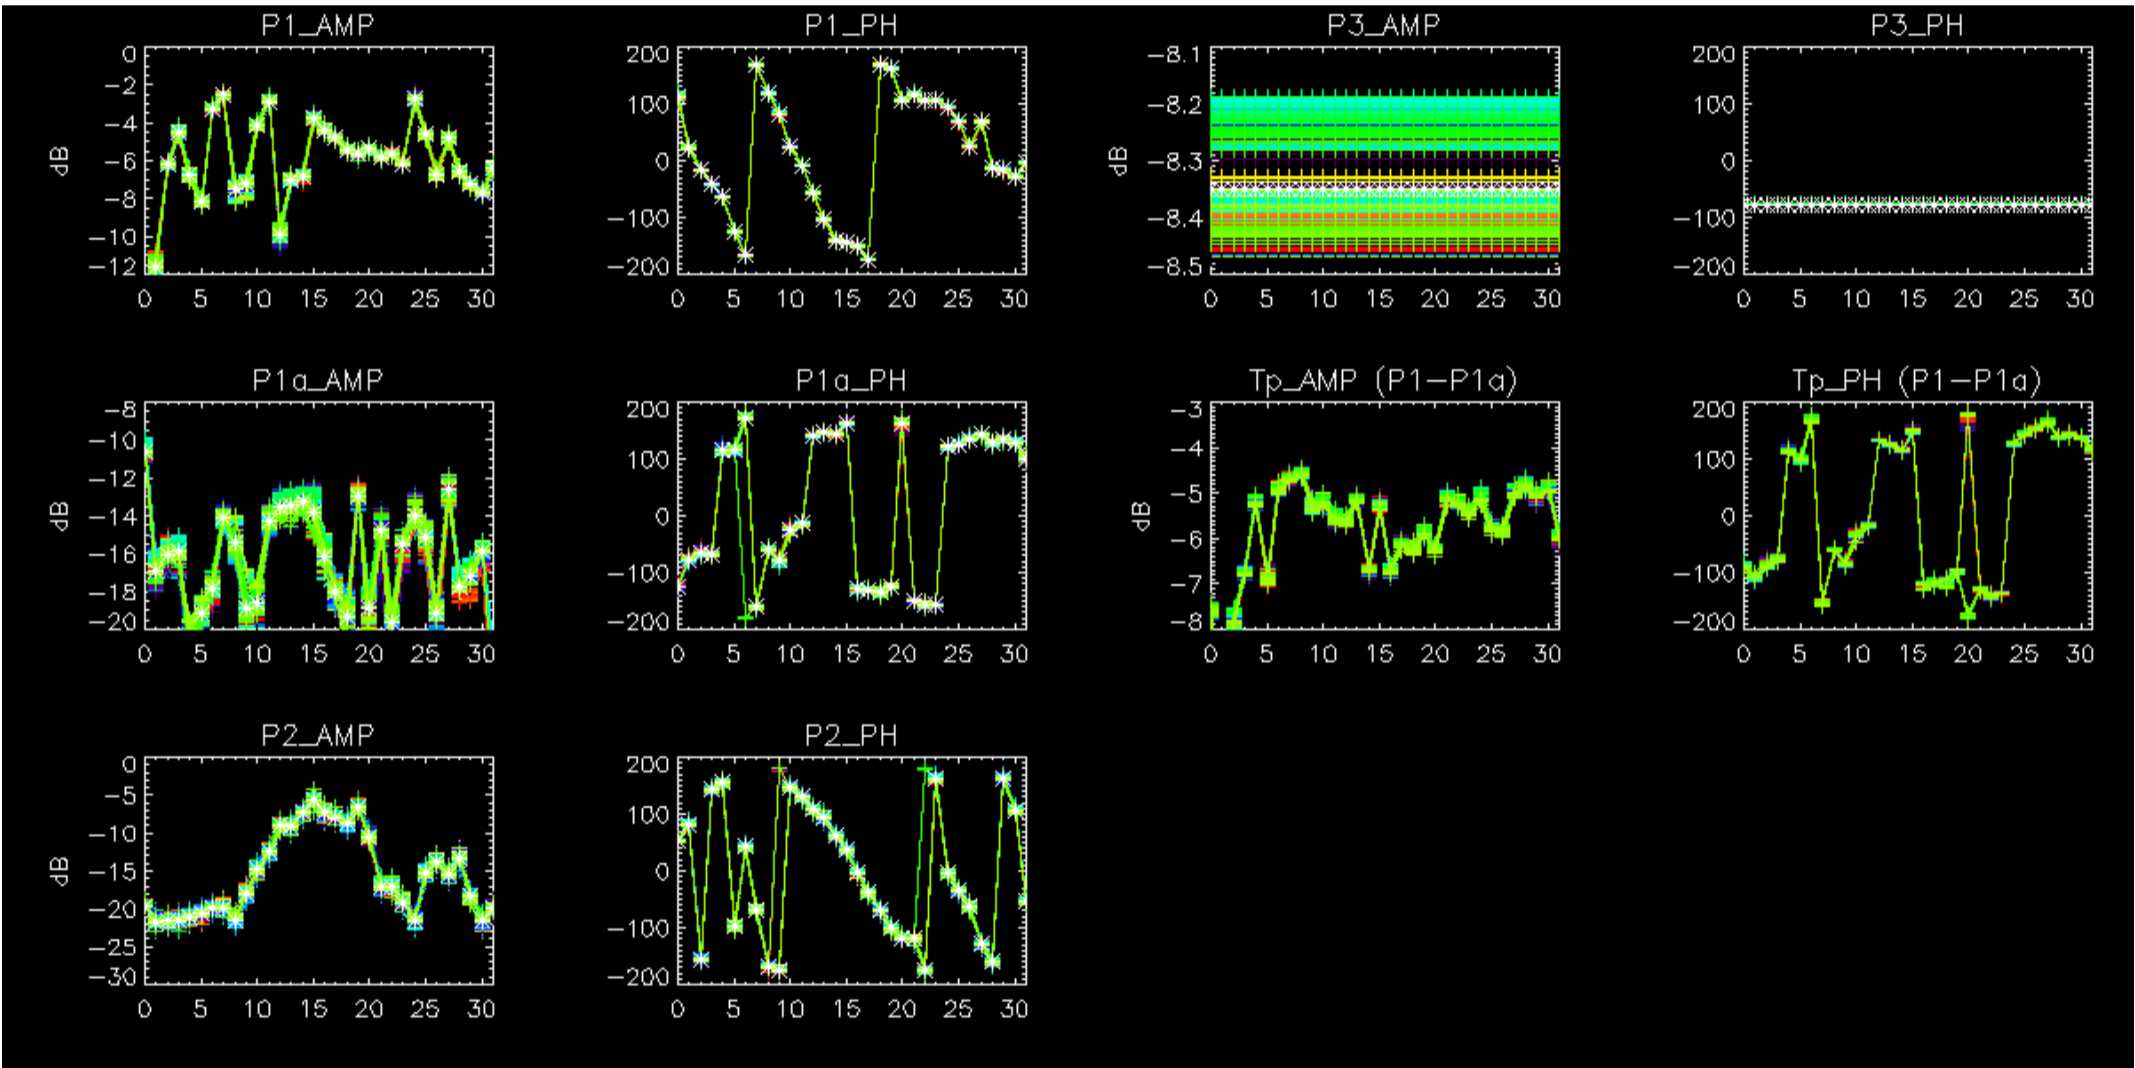 P1_AMP
dB
0
-2
-4
-6
-8
-10
-12
0 5 10 15 20 25 30
P1_PH
200
100
0
-100
-200
0 5 10 15 20 25 30
P3_AMP
dB
-8.1
-8.2
-8.3
-8.4
-8.5
0 5 10 15 20 25 30
P3_PH
200
100
0
-100
-200
0 5 10 15 20 25 30
P1a_AMP
dB
-8
-10
-12
-14
-16
-18
-20
0 5 10 15 20 25 30
P1a_PH
200
100
0
-100
-200
0 5 10 15 20 25 30
Tp_AMP (P1-P1a)
dB
-3
-4
-5
-6
-7
-8
0 5 10 15 20 25 30
Tp_PH (P1-P1a)
200
100
0
-100
-200
0 5 10 15 20 25 30
P2_AMP
dB
0
-5
-10
-15
-20
-25
-30
0 5 10 15 20 25 30
P2_PH
200
100
0
-100
-200
0 5 10 15 20 25 30